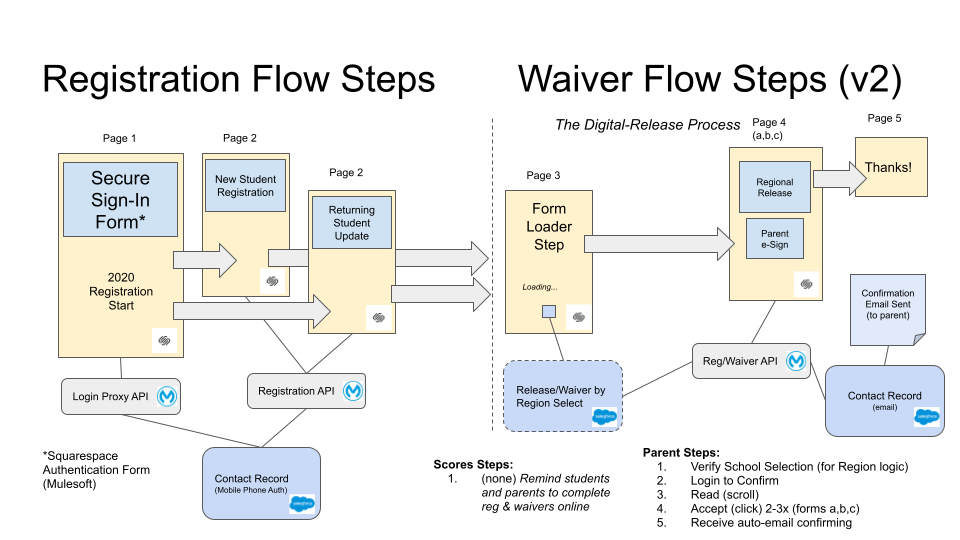 Registration Flow Steps
Waiver Flow Steps (v2)
The Digital-Release Process
Page 1
Page 2
Page 2
Page 3
Page 4
(a,b,c)
Page 5
Secure
Sign-In
Form*
2020
Registration
Start
New Student
Registration
Returning
Student
Update
Form
Loader
Step
Loading...
Regional
Release
Parent
e-Sign
Thanks!
Confirmation
Email Sent
(to parent)
Login Proxy API
Registration API
Release/Waiver by
Region Select
salesforce
Reg/Waiver API
Contact Record
(email)
salesforce
*Squarespace
Authentication Form
(Mulesoft)
Contact Record
(Mobile Phone Auth)
salesforce
Scores Steps:
1. (none) Remind students
and parents to complete
reg & waivers online
Parent Steps:
1. Verify School Selection (for Region logic)
2. Login to Confirm
3. Read (scroll)
4. Accept (click) 2-3x (forms a,b,c)
5. Receive auto-email confirming